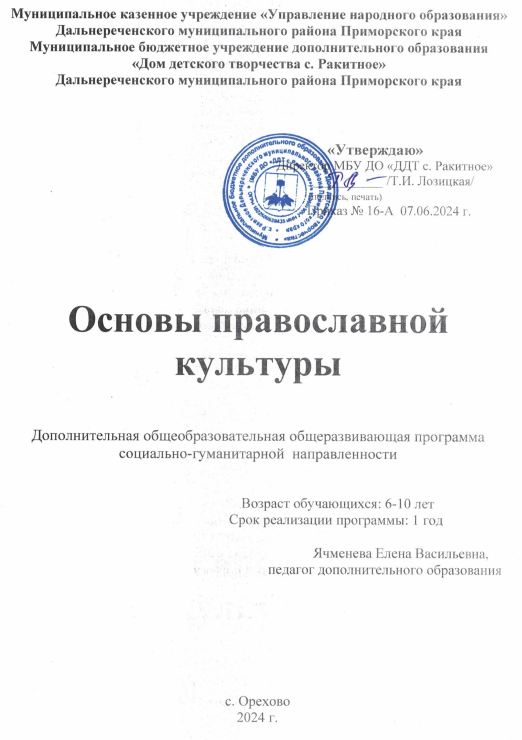 Муниципальное казенное учреждение «Управление народного образования»
Дальнереченского муниципального района Приморского края
Муниципальное бюджетное учреждение дополнительного образования
«Дом детского творчества с. Ракитное»
Дальнереченского муниципального района Приморского края
«Утверждаю»
Директор МБУ ДО «ДДТ с. Ракитное»
/Т.И. Лозицкая/
(подпись, печать)
Приказ № 16-А 07.06.2024 г.
Основы православной
культуры
Дополнительная общеобразовательная общеразвивающая программа
социально-гуманитарной направленности
Возраст обучающихся: 6-10 лет
Срок реализации программы: 1 год
Ячменева Елена Васильевна,
педагог дополнительного образования
с. Орехово
2024 г.